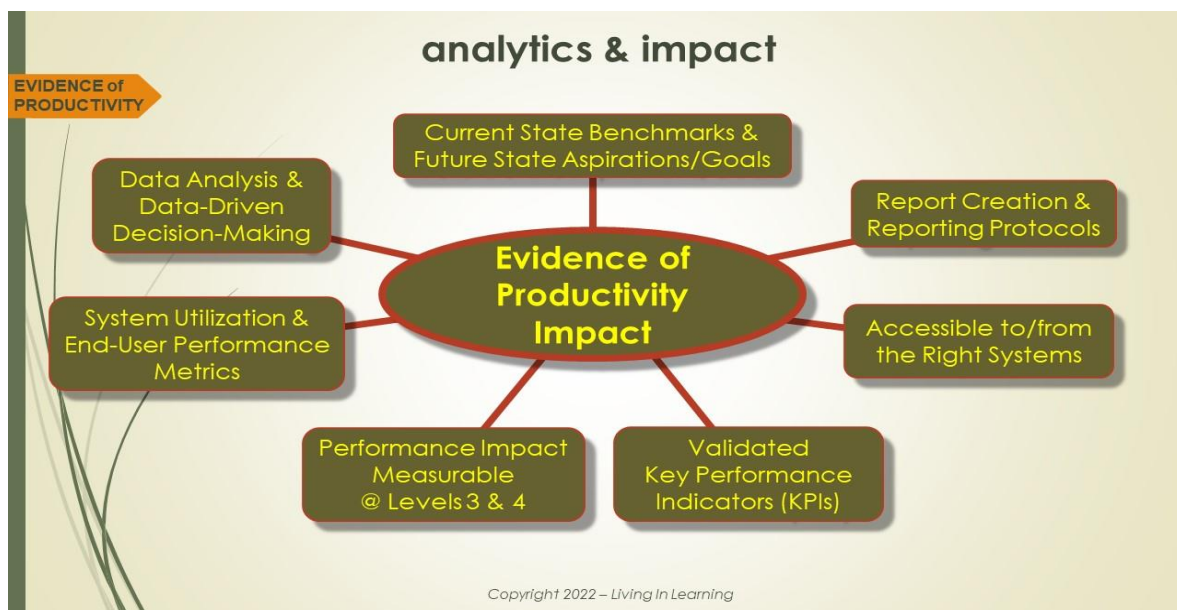 analytics & impact
EVIDENCE of
PRODUCTIVITY
Current State Benchmarks &
Future State Aspirations/Goals
Data Analysis &
Data-Driven
Decision-Making
Report Creation &
Reporting Protocols
Evidence of
Productivity
Impact
System Utilization &
End-User Performance
Metrics
Accessible to/from
the Right Systems
Performance Impact
Measurable
@ Levels 3 & 4
Validated
Key Performance
Indicators (KPIs)
Copyright 2022 – Living In Learning